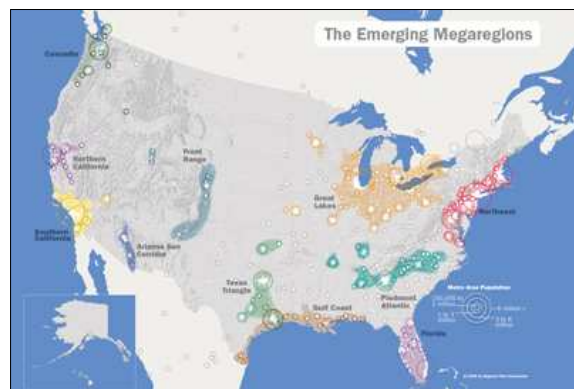 The Emerging Megaregions
Cascadia
Northern
California
Front
Range
Great
Lakes
Northeast
Southern
California
Arizona Sun
Corridor
Texas
Triangle
Gulf Coast
Piedmont
Atlantic
Metro Area Population
Florida